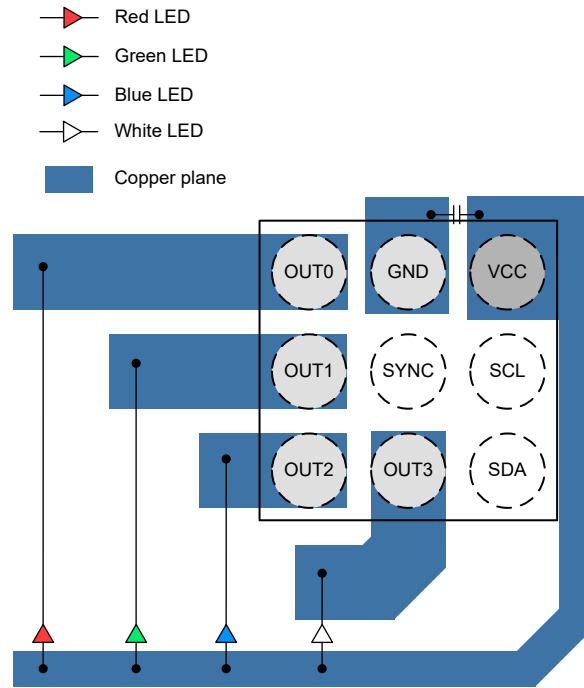 Red LED
Green LED
Blue LED
White LED
Copper plane
OUT0 GND VCC
OUT1 SYNC SCL
OUT2 OUT3 SDA